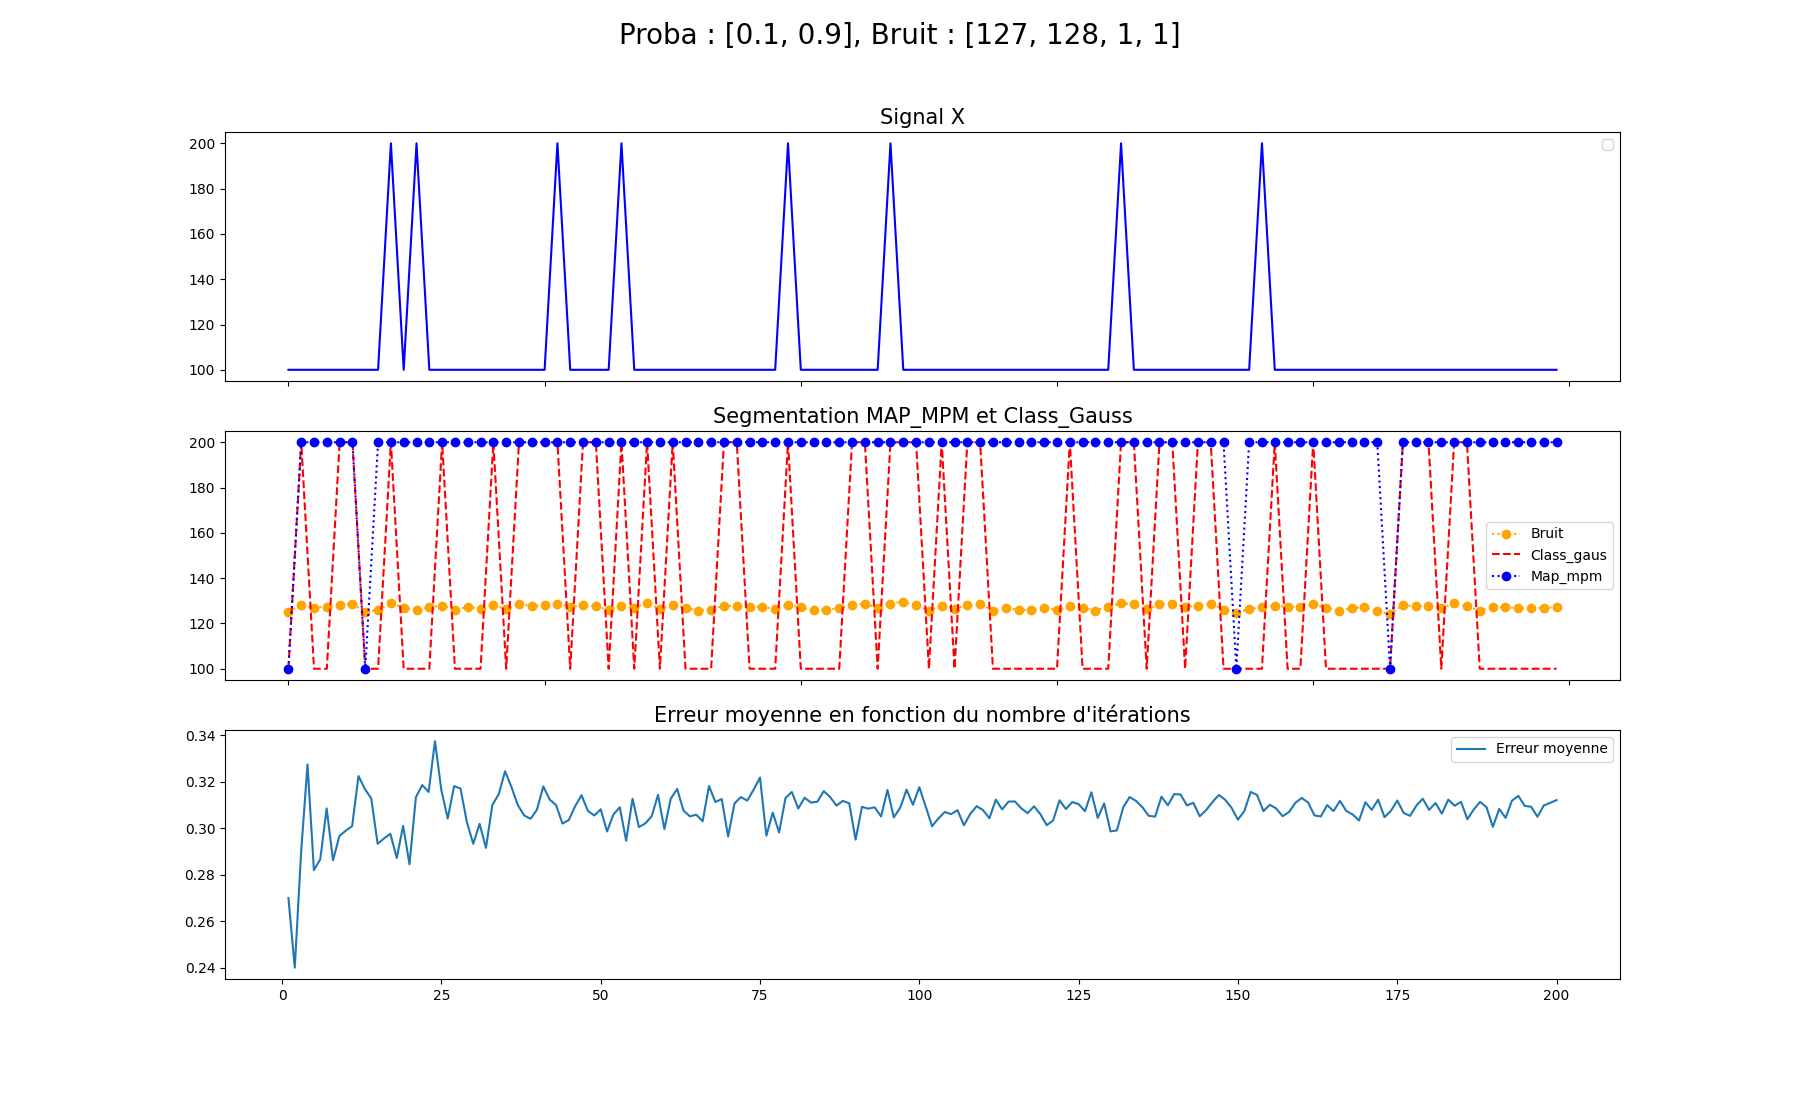 Proba : [0.1, 0.9], Bruit : [127, 128, 1, 1]
Signal X
200
180
160
140
120
100
Segmentation MAP_MPM et Class_Gauss
200
180
160
140
120
100
Bruit
Class_gaus
Map_mpm
Erreur moyenne en fonction du nombre d'itérations
0.34
0.32
0.30
0.28
0.26
0.24
Erreur moyenne
0 25 50 75 100 125 150 175 200